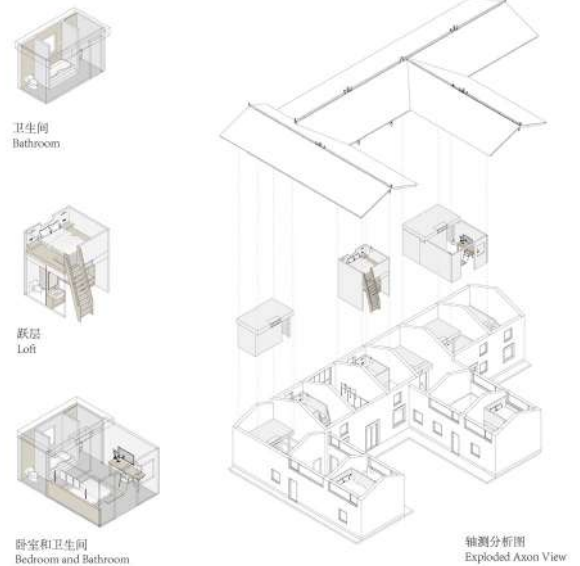 卫生间
Bathroom
跃层
Loft
卧室和卫生间
Bedroom and Bathroom
轴测分析图
Exploded Axon View